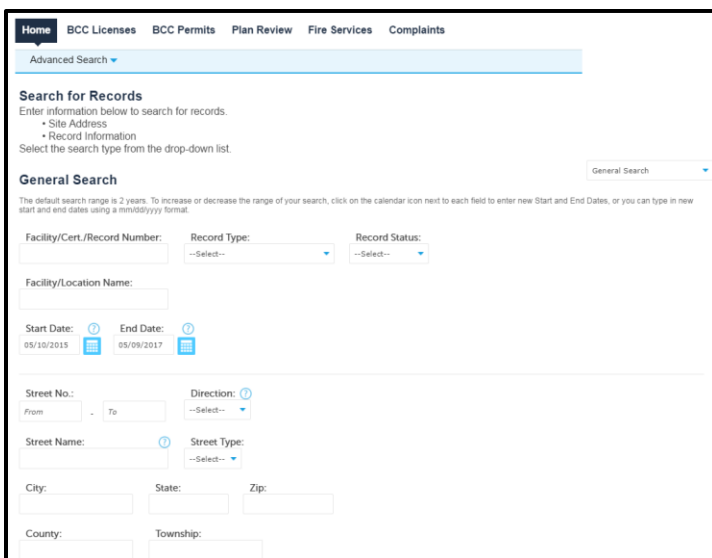 Home BCC Licenses BCC Permits Plan Review Fire Services Complaints
Advanced Search
Search for Records
Enter information below to search for records.
• Site Address
• Record Information
Select the search type from the drop-down list.
General Search
General Search
The default search range is 2 years. To increase or decrease the range of your search, click on the calendar icon next to each field to enter new Start and End Dates, or you can type in new
start and end dates using a mm/dd/yyyy format.
Facility/Cert./Record Number: Record Type: Record Status:
--Select-- --Select--
Facility/Location Name:
Start Date: ? End Date: ?
05/10/2015 05/09/2017
Street No.: Direction: ?
From - To --Select--
Street Name: ? Street Type:
--Select--
City: State: Zip:
County: Township: